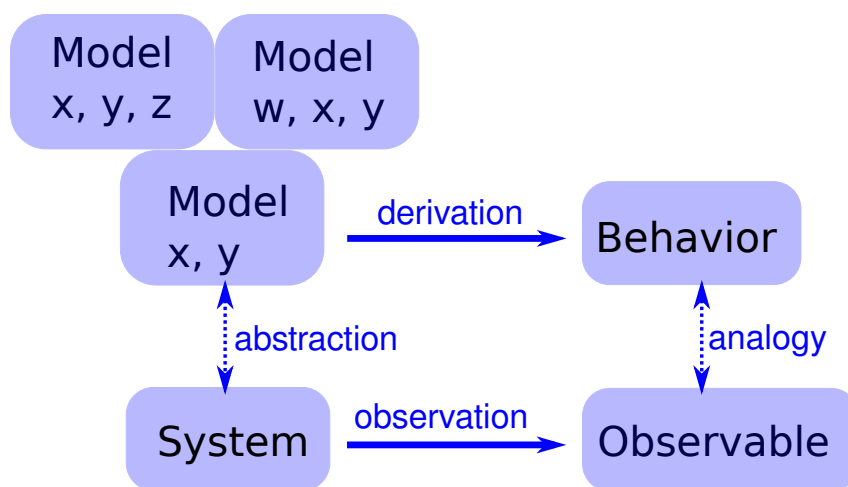 Model
x, y, z
Model
w, x, y
Model
x, y
derivation
Behavior
abstraction
analogy
System
observation
Observable